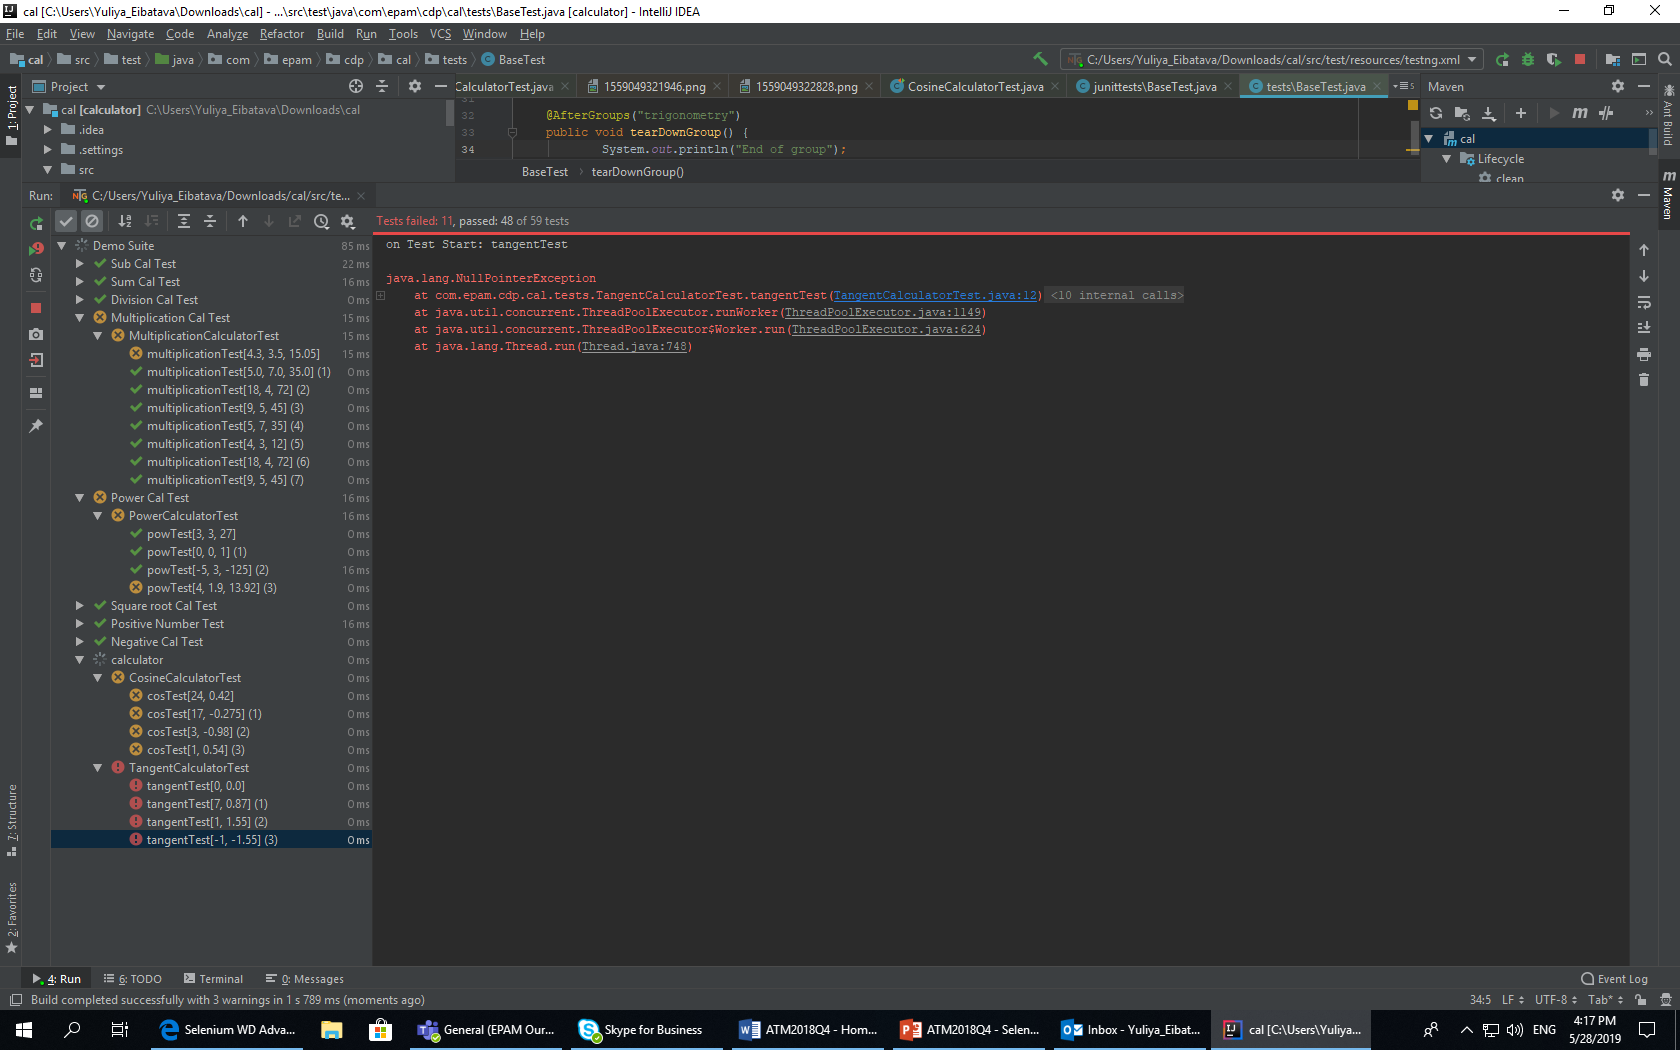 cal [C:\Users\Yuliya_Eibatava\Downloads\cal] - ...\src\test\java\com\epam\cdp\cal\tests\BaseTest.java [calculator] - IntelliJ IDEA
File Edit View Navigate Code Analyze Refactor Build Run Tools VCS Window Help
cal src test java com epam cdp cal tests BaseTest
C:/Users/Yuliya_Eibatava/Downloads/cal/src/test/resources/testng.xml
Project
CalculatorTest.java 1559049321946.png 1559049322828.png CosineCalculatorTest.java junittests\BaseTest.java tests\BaseTest.java
Maven
1: Project
cal [calculator] C:\Users\Yuliya_Eibatava\Downloads\cal
.idea
.settings
src
31
32 @AfterGroups("trigonometry")
33 public void tearDownGroup() {
34 System.out.println("End of group");
BaseTest tearDownGroup()
cal
Lifecycle
clean
Ant Build
Maven
Run: C:/Users/Yuliya_Eibatava/Downloads/cal/src/te...
Tests failed: 11, passed: 48 of 59 tests
Demo Suite 85 ms
Sub Cal Test 22 ms
Sum Cal Test 16 ms
Division Cal Test 0 ms
Multiplication Cal Test 15 ms
MultiplicationCalculatorTest 15 ms
multiplicationTest[4.3, 3.5, 15.05] 15 ms
multiplicationTest[5.0, 7.0, 35.0] (1) 0 ms
multiplicationTest[18, 4, 72] (2) 0 ms
multiplicationTest[9, 5, 45] (3) 0 ms
multiplicationTest[5, 7, 35] (4) 0 ms
multiplicationTest[4, 3, 12] (5) 0 ms
multiplicationTest[18, 4, 72] (6) 0 ms
multiplicationTest[9, 5, 45] (7) 0 ms
Power Cal Test 16 ms
PowerCalculatorTest 16 ms
powTest[3, 3, 27] 0 ms
powTest[0, 0, 1] (1) 0 ms
powTest[-5, 3, -125] (2) 16 ms
powTest[4, 1.9, 13.92] (3) 0 ms
Square root Cal Test 16 ms
Positive Number Test 16 ms
Negative Cal Test 0 ms
calculator 0 ms
CosineCalculatorTest 0 ms
cosTest[24, 0.42] 0 ms
cosTest[17, -0.275] (1) 0 ms
cosTest[3, -0.98] (2) 0 ms
cosTest[1, 0.54] (3) 0 ms
TangentCalculatorTest 0 ms
tangentTest[0, 0.0] 0 ms
tangentTest[7, 0.87] (1) 0 ms
tangentTest[1, 1.55] (2) 0 ms
tangentTest[-1, -1.55] (3) 0 ms
on Test Start: tangentTest
java.lang.NullPointerException
at com.epam.cdp.cal.tests.TangentCalculatorTest.tangentTest(TangentCalculatorTest.java:12) <10 internal calls>
at java.util.concurrent.ThreadPoolExecutor.runWorker(ThreadPoolExecutor.java:1149)
at java.util.concurrent.ThreadPoolExecutor$Worker.run(ThreadPoolExecutor.java:624)
at java.lang.Thread.run(Thread.java:748)
7: Structure
2: Favorites
4: Run 6: TODO Terminal 0: Messages Event Log
Build completed successfully with 3 warnings in 1 s 789 ms (moments ago) 34:5 LF UTF-8 Tab*
Selenium WD Adva... General (EPAM Our... Skype for Business ATM2018Q4 - Hom... ATM2018Q4 - Selen... Inbox - Yuliya_Eibat... cal [C:\Users\Yuliya... ENG 4:17 PM
5/28/2019